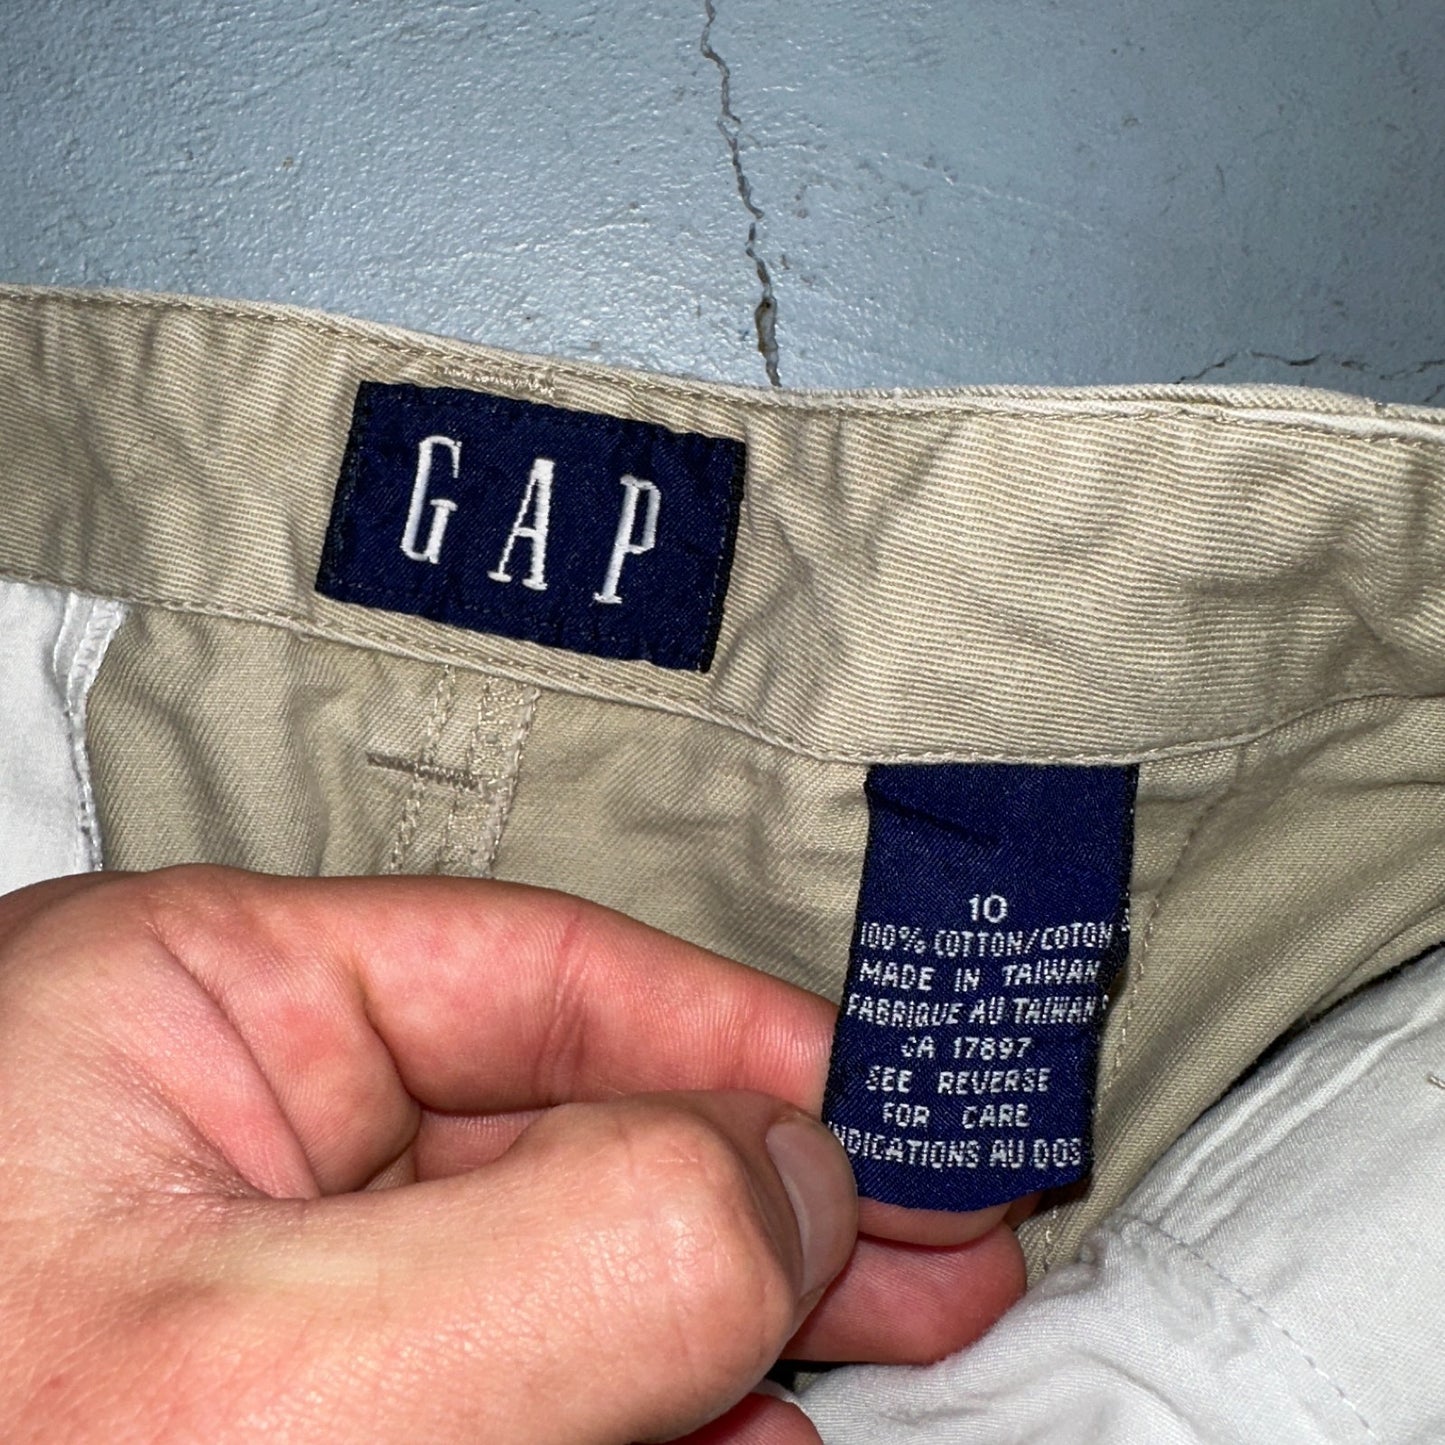 GAP
10
100% COTTON/COTON
MADE IN TAIWAN
FABRIQUE AU TAIWAN
CA 17897
SEE REVERSE
FOR CARE
INDICATIONS AU DOS